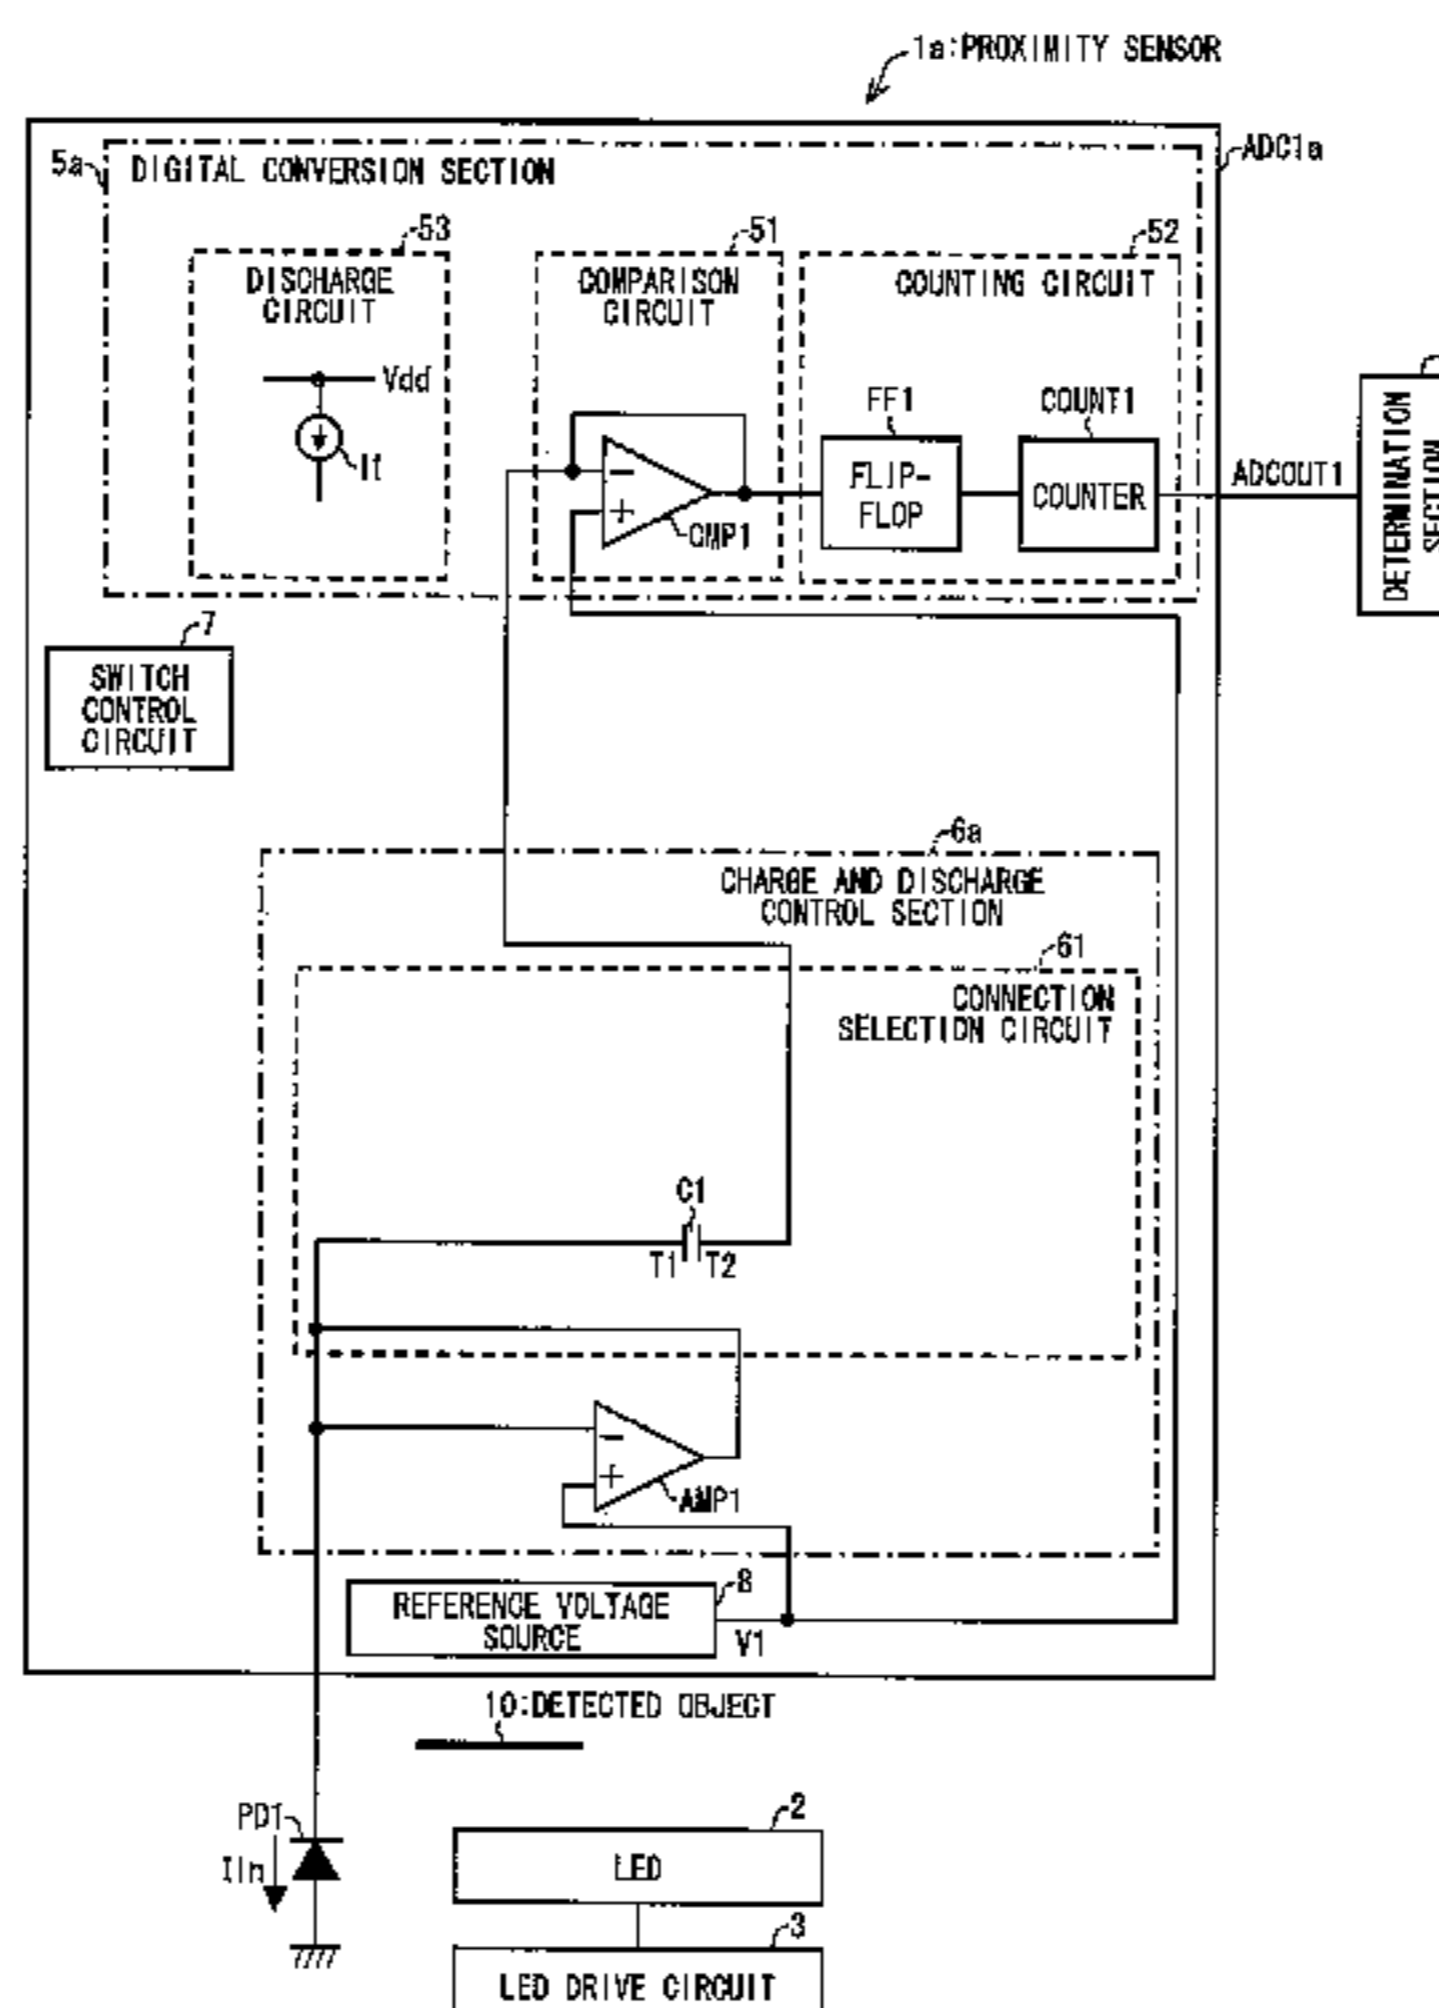 1a:PROXIMITY SENSOR
5a
DIGITAL CONVERSION SECTION
ADC1a
53
51
52
DISCHARGE
CIRCUIT
COMPARISON
CIRCUIT
COUNTING CIRCUIT
Vdd
It
FF1
COUNT1
−
+
CMP1
FLIP-
FLOP
COUNTER
ADCOUT1
DETERMINATION
SECTION
7
SWITCH
CONTROL
CIRCUIT
6a
CHARGE AND DISCHARGE
CONTROL SECTION
61
CONNECTION
SELECTION CIRCUIT
C1
T1 T2
−
+
AMP1
8
REFERENCE VOLTAGE
SOURCE
V1
10:DETECTED OBJECT
PD1
Iin
2
LED
3
LED DRIVE CIRCUIT